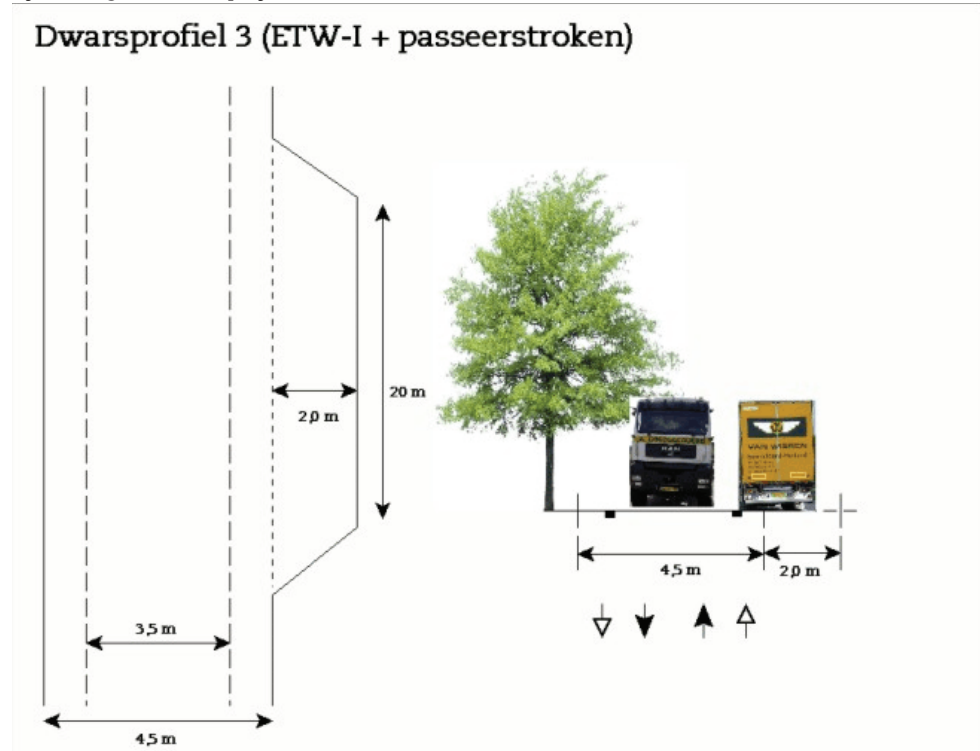 Dwarsprofiel 3 (ETW-I + passeerstroken)
20 m
2,0 m
3,5 m
4,5 m
VAN WIEREN
4,5 m
2,0 m